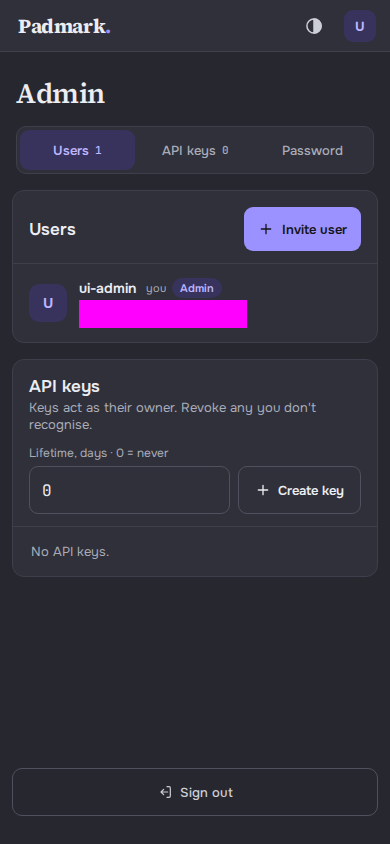 Padmark.
U
Admin
Users 1
API keys 0
Password
Users
+ Invite user
U
ui-admin you Admin
API keys
Keys act as their owner. Revoke any you don't
recognise.
Lifetime, days · 0 = never
0
+ Create key
No API keys.
Sign out